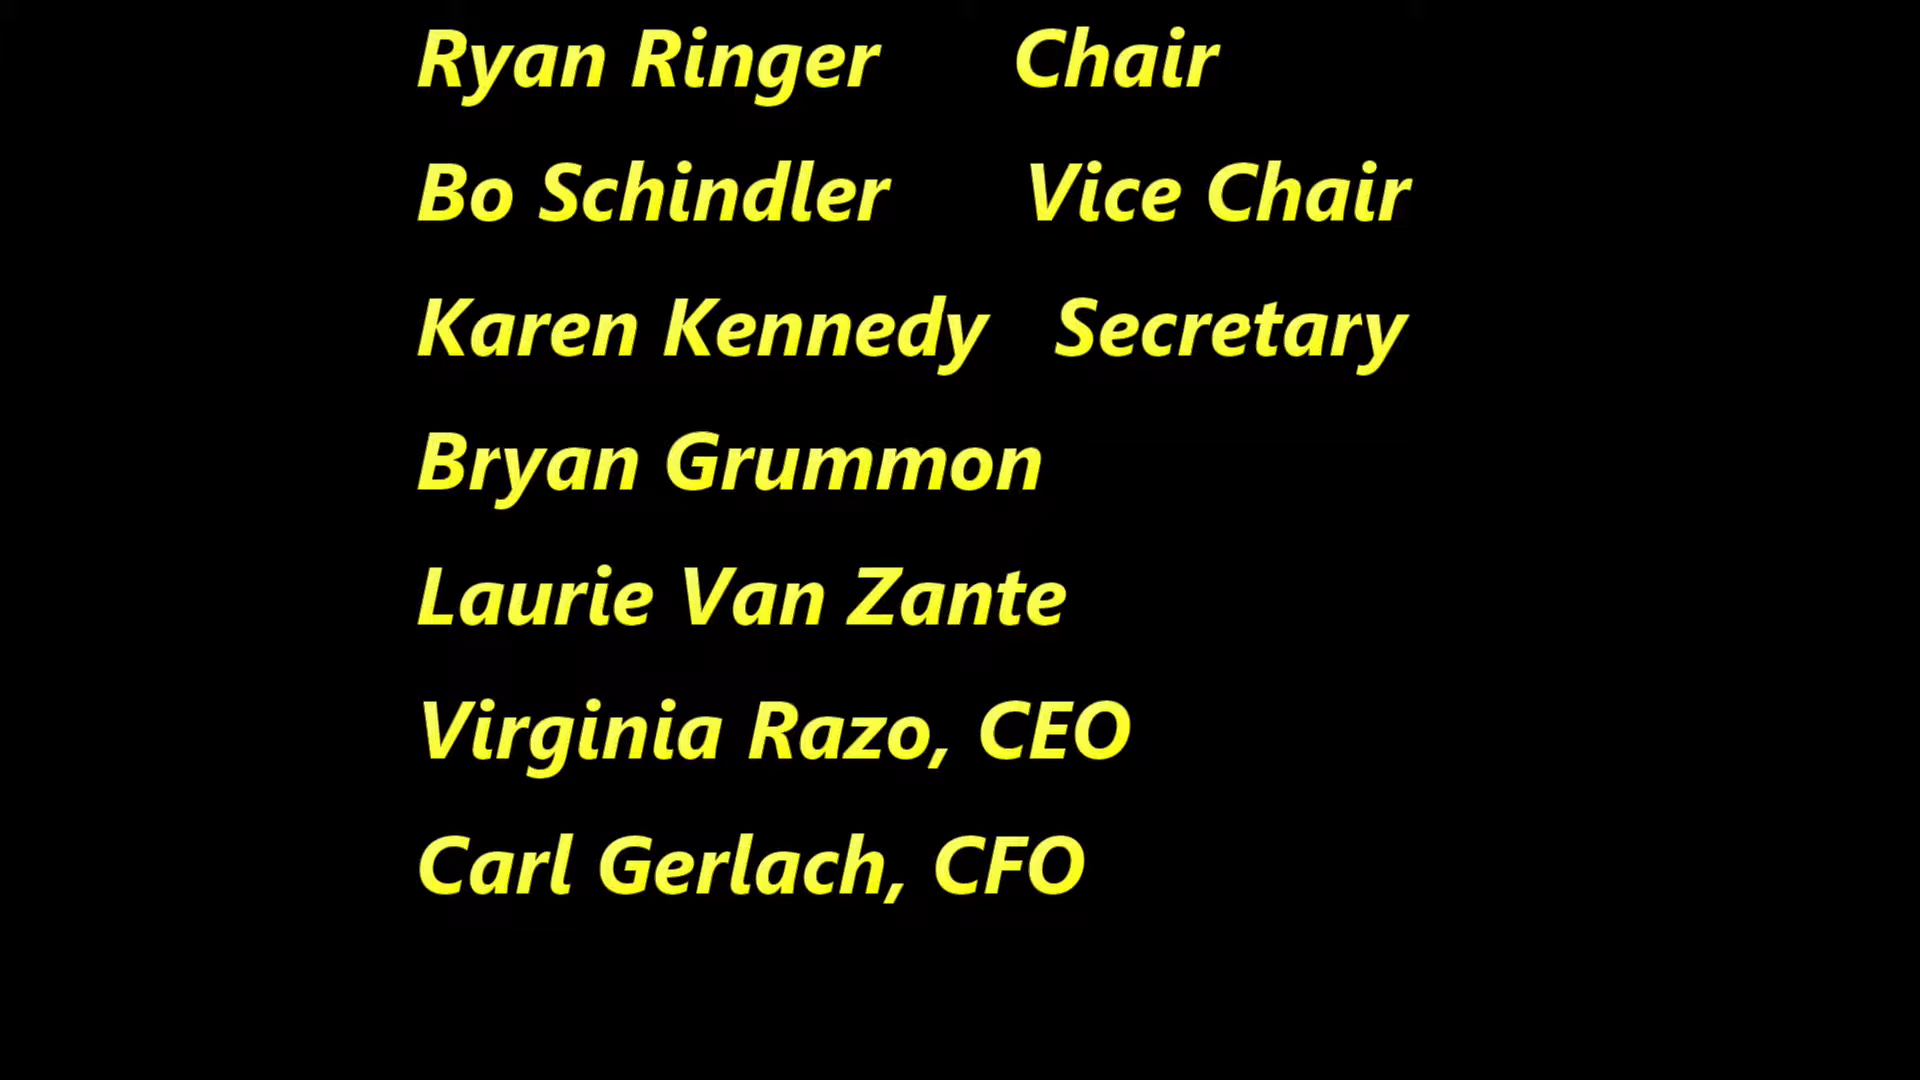 Ryan Ringer Chair
Bo Schindler Vice Chair
Karen Kennedy Secretary
Bryan Grummon
Laurie Van Zante
Virginia Razo, CEO
Carl Gerlach, CFO